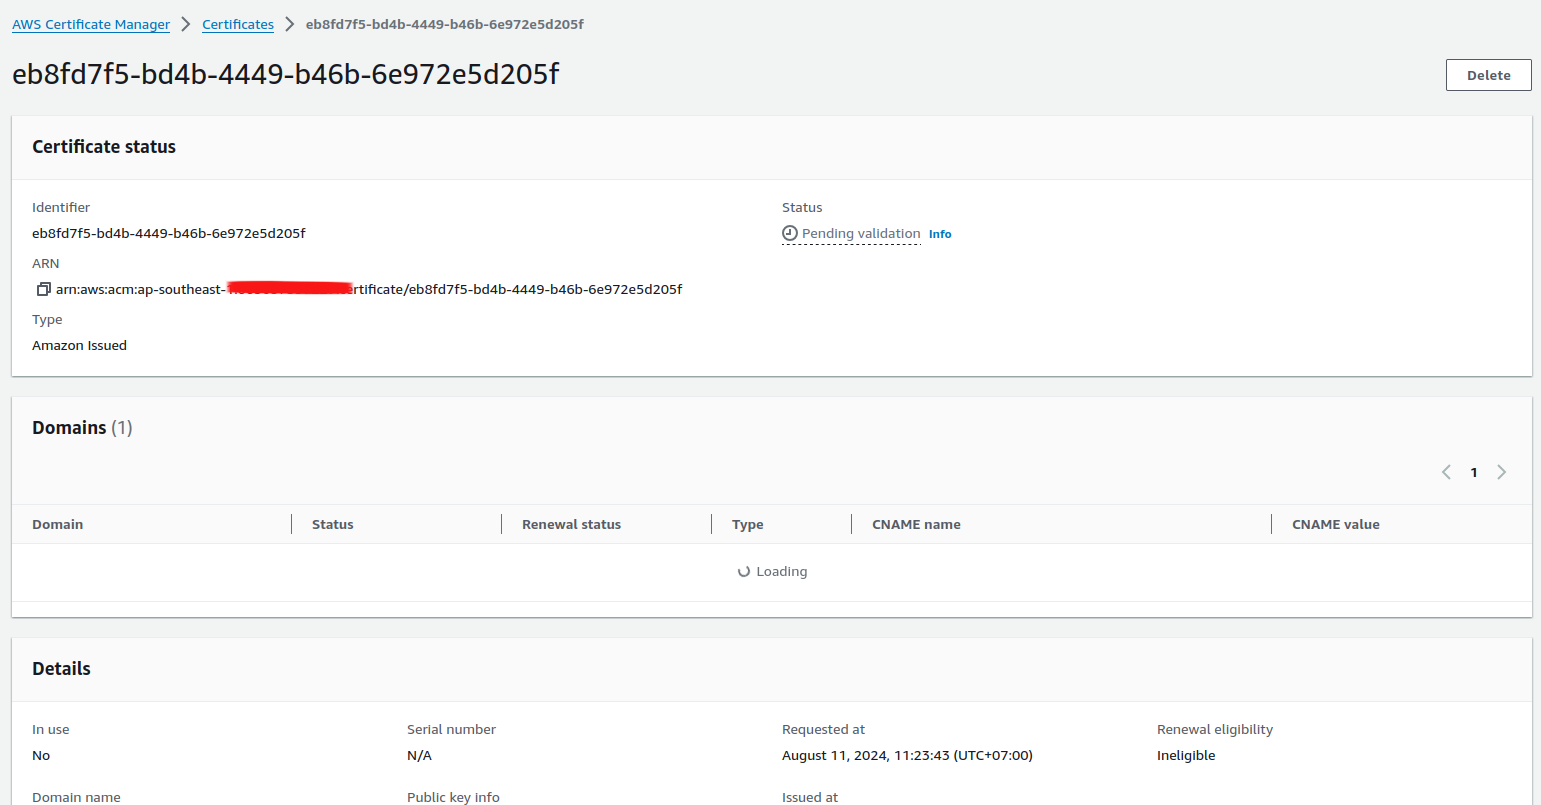 AWS Certificate Manager > Certificates > eb8fd7f5-bd4b-4449-b46b-6e972e5d205f
eb8fd7f5-bd4b-4449-b46b-6e972e5d205f
Delete
Certificate status
Identifier
eb8fd7f5-bd4b-4449-b46b-6e972e5d205f
ARN
arn:aws:acm:ap-southeast- rtificate/eb8fd7f5-bd4b-4449-b46b-6e972e5d205f
Type
Amazon Issued
Status
Pending validation Info
Domains (1)
1
Domain Status Renewal status Type CNAME name CNAME value
Loading
Details
In use
No
Serial number
N/A
Requested at
August 11, 2024, 11:23:43 (UTC+07:00)
Renewal eligibility
Ineligible
Domain name
Public key info
Issued at